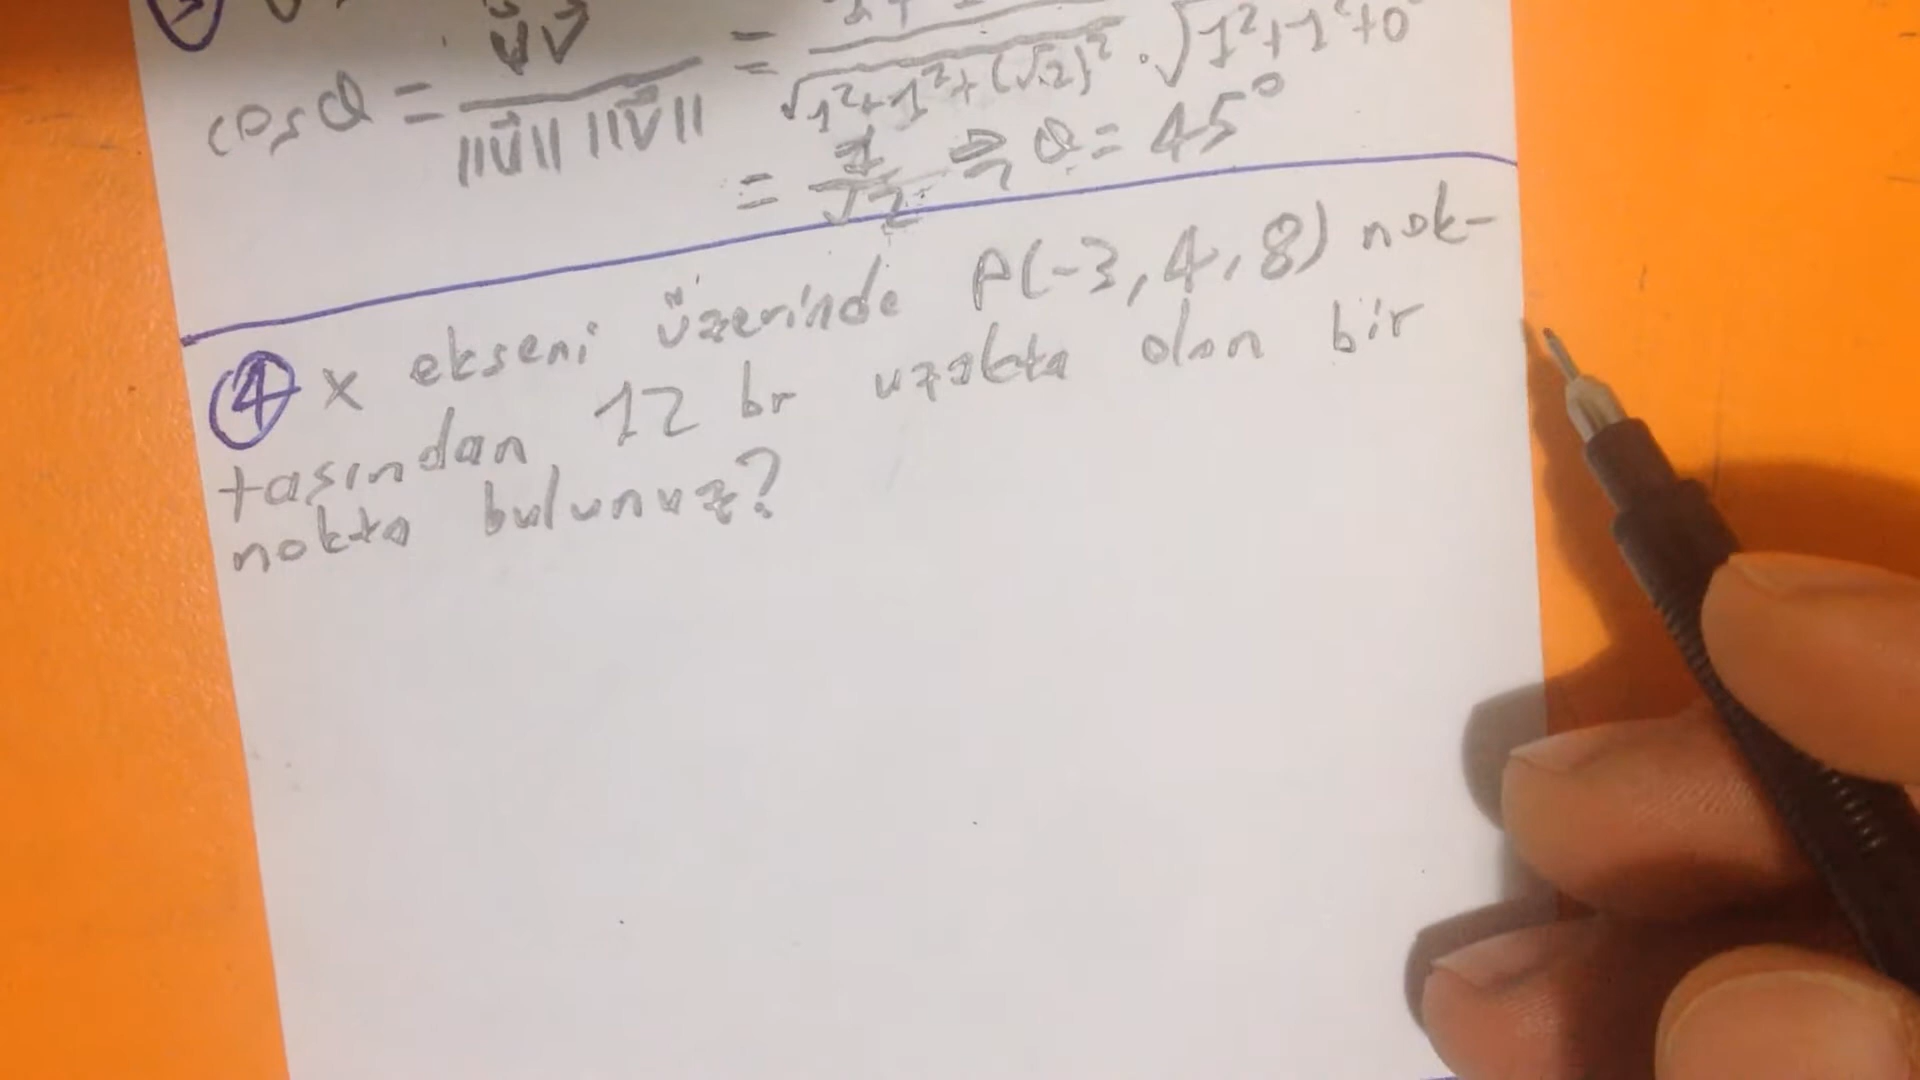 cosθ = u⃗ v⃗ / ||u⃗|| ||v⃗|| = / √1²+1²+(√2)² . √1²+1²+0
= 1/√2 ⇒ θ = 45°
④ x ekseni üzerinde P(-3,4,8) nok-
tasından 12 br uzakta olan bir
nokta bulunuz?